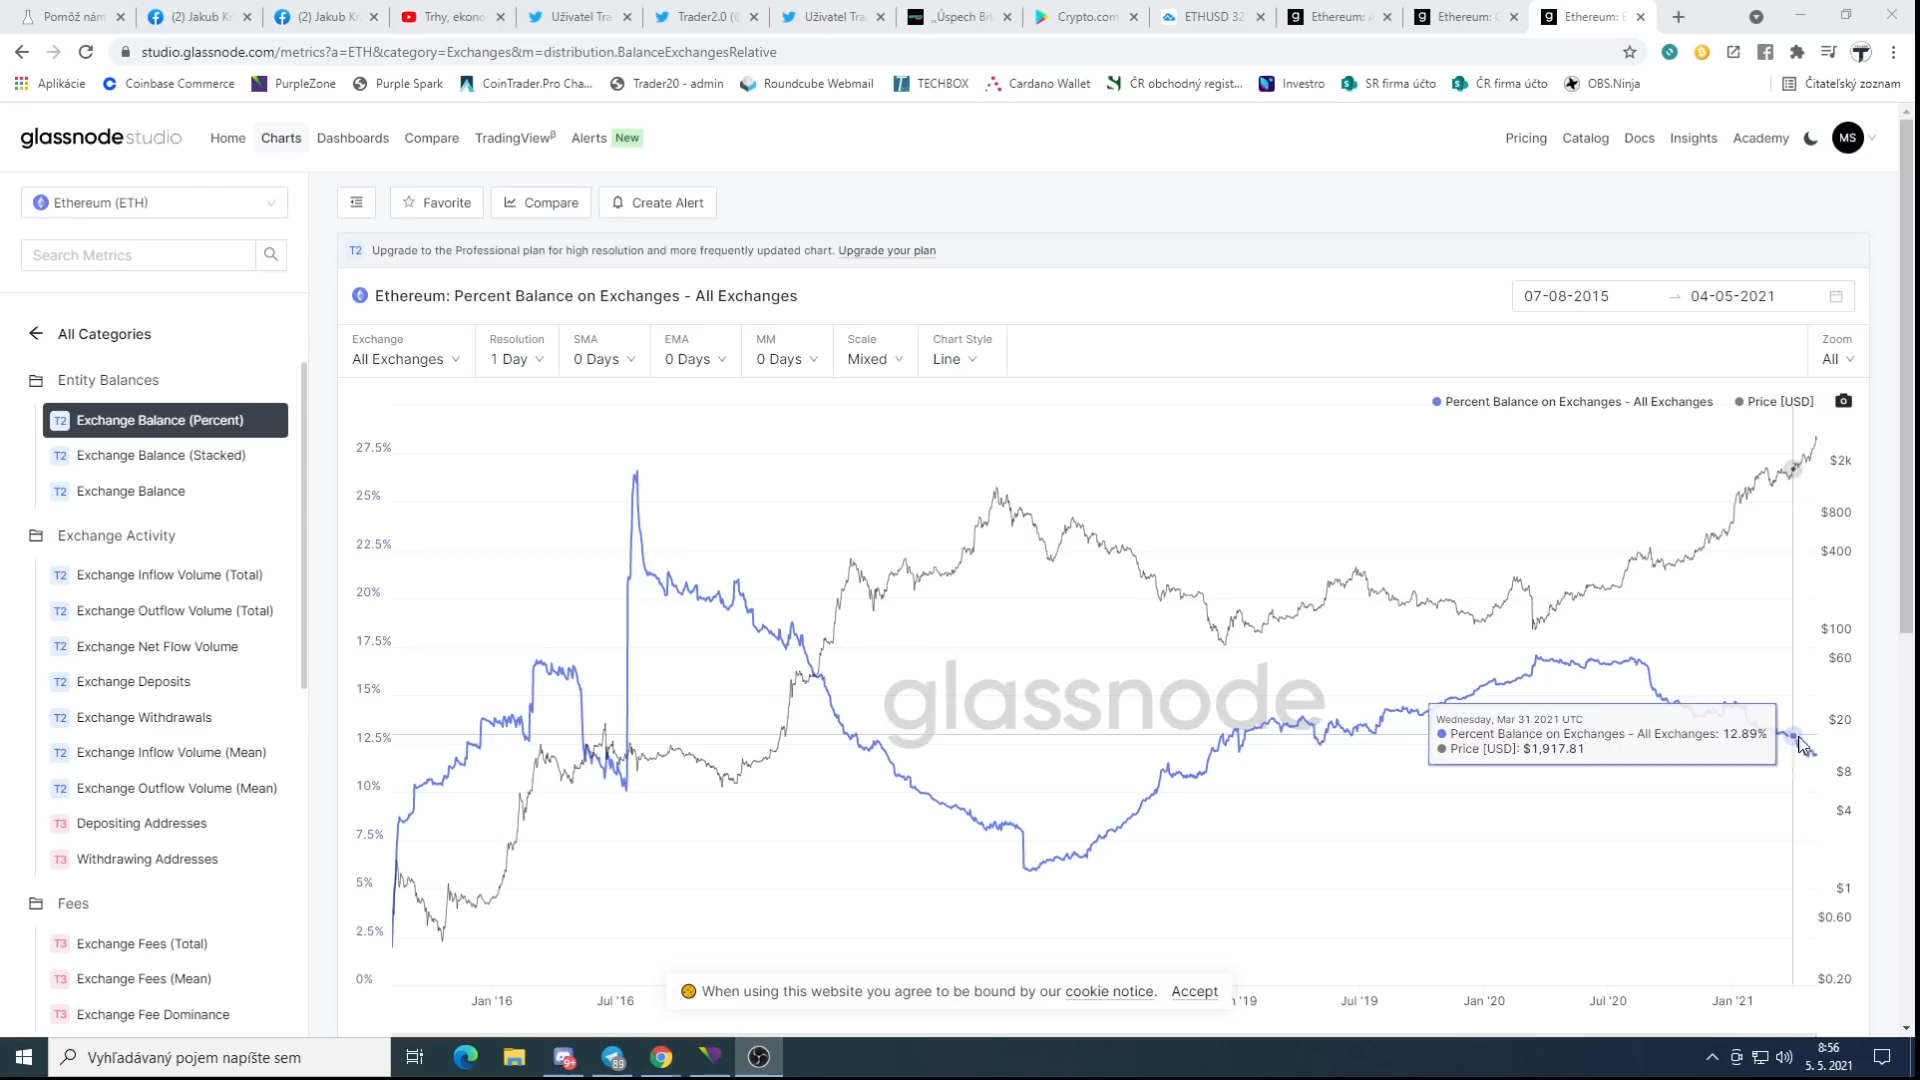 Pomôž nám
(2) Jakub Kr
(2) Jakub Kr
Trhy, ekono
Užívateľ Tra
Trader2.0 (@
Užívateľ Tra
„Úspech Bit
Crypto.com
ETHUSD 32
Ethereum: A
Ethereum: G
Ethereum: E
studio.glassnode.com/metrics?a=ETH&category=Exchanges&m=distribution.BalanceExchangesRelative
Aplikácie
Coinbase Commerce
PurpleZone
Purple Spark
CoinTrader.Pro Cha...
Trader20 - admin
Roundcube Webmail
TECHBOX
Cardano Wallet
ČR obchodný regist...
Investro
SR firma účto
ČR firma účto
OBS.Ninja
Čitateľský zoznam
glassnodestudio
Home
Charts
Dashboards
Compare
TradingViewᵝ
Alerts New
Pricing
Catalog
Docs
Insights
Academy
MS
Ethereum (ETH)
Favorite
Compare
Create Alert
Search Metrics
T2 Upgrade to the Professional plan for high resolution and more frequently updated chart. Upgrade your plan
Ethereum: Percent Balance on Exchanges - All Exchanges
07-08-2015 → 04-05-2021
Exchange
All Exchanges
Resolution
1 Day
SMA
0 Days
EMA
0 Days
MM
0 Days
Scale
Mixed
Chart Style
Line
Zoom
All
All Categories
Entity Balances
T2 Exchange Balance (Percent)
T2 Exchange Balance (Stacked)
T2 Exchange Balance
Exchange Activity
T2 Exchange Inflow Volume (Total)
T2 Exchange Outflow Volume (Total)
T2 Exchange Net Flow Volume
T2 Exchange Deposits
T2 Exchange Withdrawals
T2 Exchange Inflow Volume (Mean)
T2 Exchange Outflow Volume (Mean)
T3 Depositing Addresses
T3 Withdrawing Addresses
Fees
T3 Exchange Fees (Total)
T3 Exchange Fees (Mean)
T3 Exchange Fee Dominance
Percent Balance on Exchanges - All Exchanges
Price [USD]
27.5%
25%
22.5%
20%
17.5%
15%
12.5%
10%
7.5%
5%
2.5%
0%
$2k
$800
$400
$100
$60
$20
$8
$4
$1
$0.60
$0.20
glassnode
Wednesday, Mar 31 2021 UTC
Percent Balance on Exchanges - All Exchanges: 12.89%
Price [USD]: $1,917.81
Jan '16
Jul '16
'19
Jul '19
Jan '20
Jul '20
Jan '21
When using this website you agree to be bound by our cookie notice. Accept
Vyhľadávaný pojem napíšte sem
9+
89
8:56
5. 5. 2021